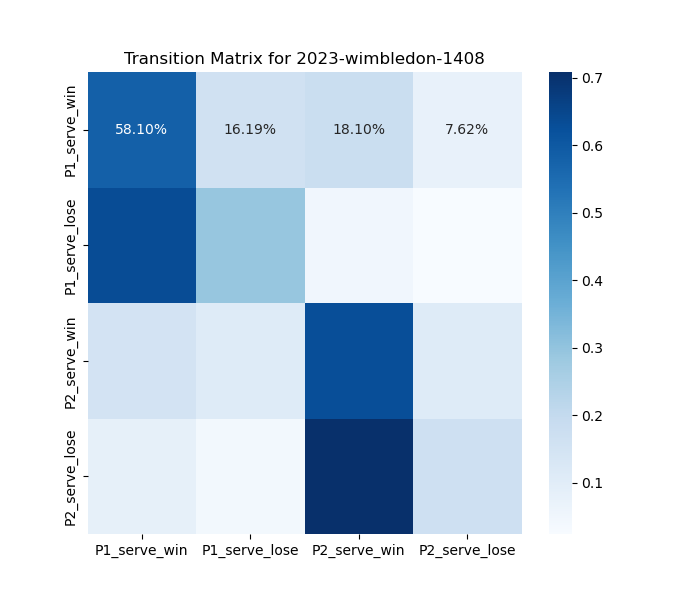 Transition Matrix for 2023-wimbledon-1408
P1_serve_win
58.10% 16.19% 18.10% 7.62%
P1_serve_lose
P2_serve_win
P2_serve_lose
P1_serve_win P1_serve_lose P2_serve_win P2_serve_lose
0.7
0.6
0.5
0.4
0.3
0.2
0.1